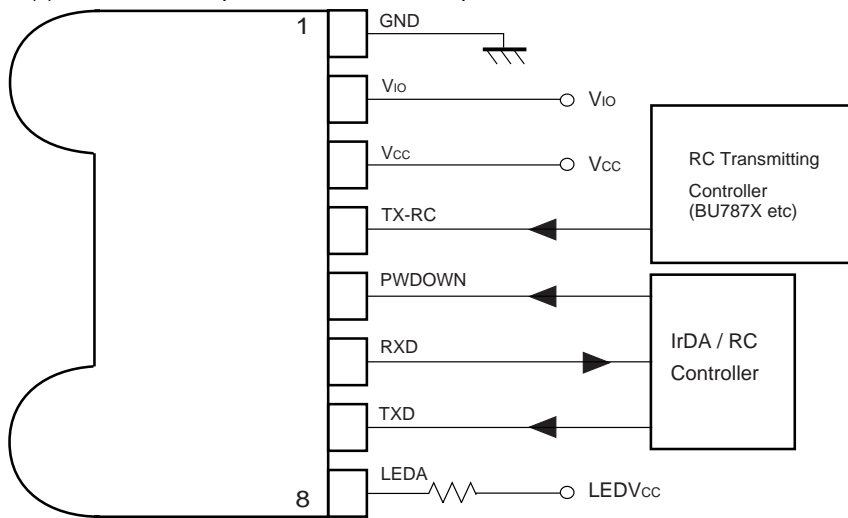 1 GND
VIO VIO
VCC VCC
RC Transmitting
Controller
(BU787X etc)
TX-RC
PWDOWN
IrDA / RC
Controller
RXD
TXD
LEDA
8 LEDVCC